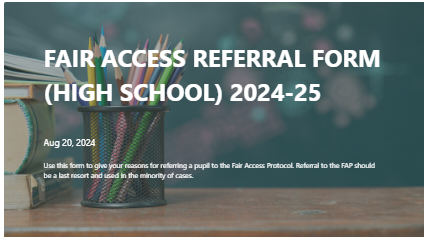 FAIR ACCESS REFERRAL FORM
(HIGH SCHOOL) 2024-25
Aug 20, 2024
Use this form to give your reasons for referring a pupil to the Fair Access Protocol. Referral to the FAP should
be a last resort and used in the minority of cases.